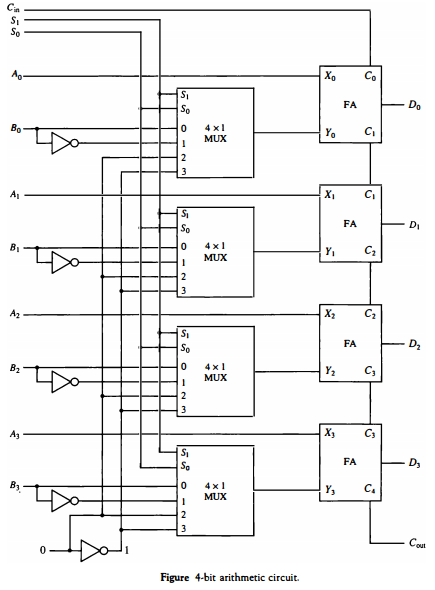 Cin
S1
S0
A0 X0 C0
S1
S0
FA D0
B0 0 4 × 1
1 MUX Y0 C1
2
3
A1 X1 C1
S1
S0
FA D1
B1 0 4 × 1
1 MUX Y1 C2
2
3
A2 X2 C2
S1
S0
FA D2
B2 0 4 × 1
1 MUX Y2 C3
2
3
A3 X3 C3
S1
S0
FA D3
B3 0 4 × 1
1 MUX Y3 C4
2
3
0 1 Cout
Figure 4-bit arithmetic circuit.